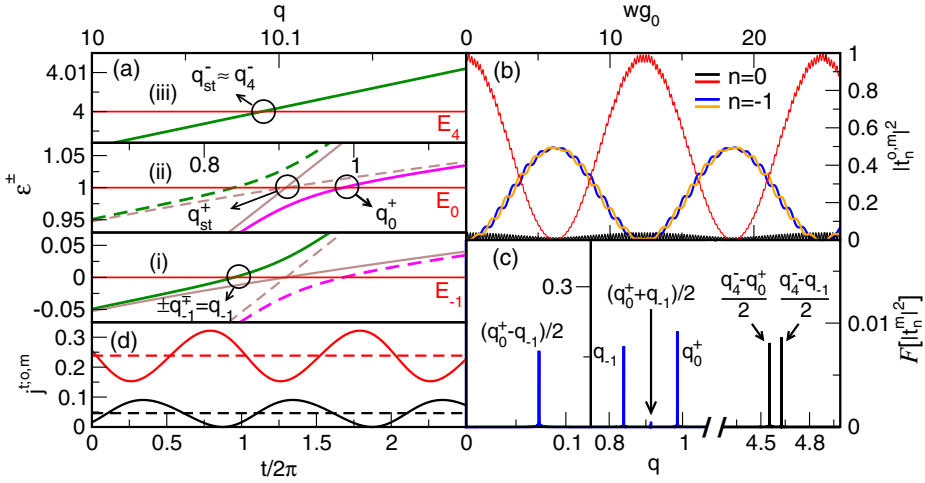 q
wg₀
10
10.1
0
10
20
4.01
4
(a)
(iii)
q⁻ₛₜ≈ q⁻₄
E₄
1.05
1
0.95
ε^±
0.8
1
(ii)
q⁺ₛₜ
q⁺₀
E₀
0.05
0
-0.05
(i)
±q^∓₋₁=q₋₁
E₋₁
(d)
0.3
0.2
0.1
0
j^{t;o,m}
0
0.5
1
1.5
2
t/2π
(b)
n=0
n=-1
1
0.8
0.6
0.4
0.2
0
|tₙ^{o,m}|²
(c)
0.3
(q⁺₀-q₋₁)/2
(q⁺₀+q₋₁)/2
q₋₁
q⁺₀
q⁻₄-q⁺₀
2
q⁻₄-q₋₁
2
0.01
0
F[|tₙ^m|²]
0
0.1
0.8
1
4.5
4.8
q